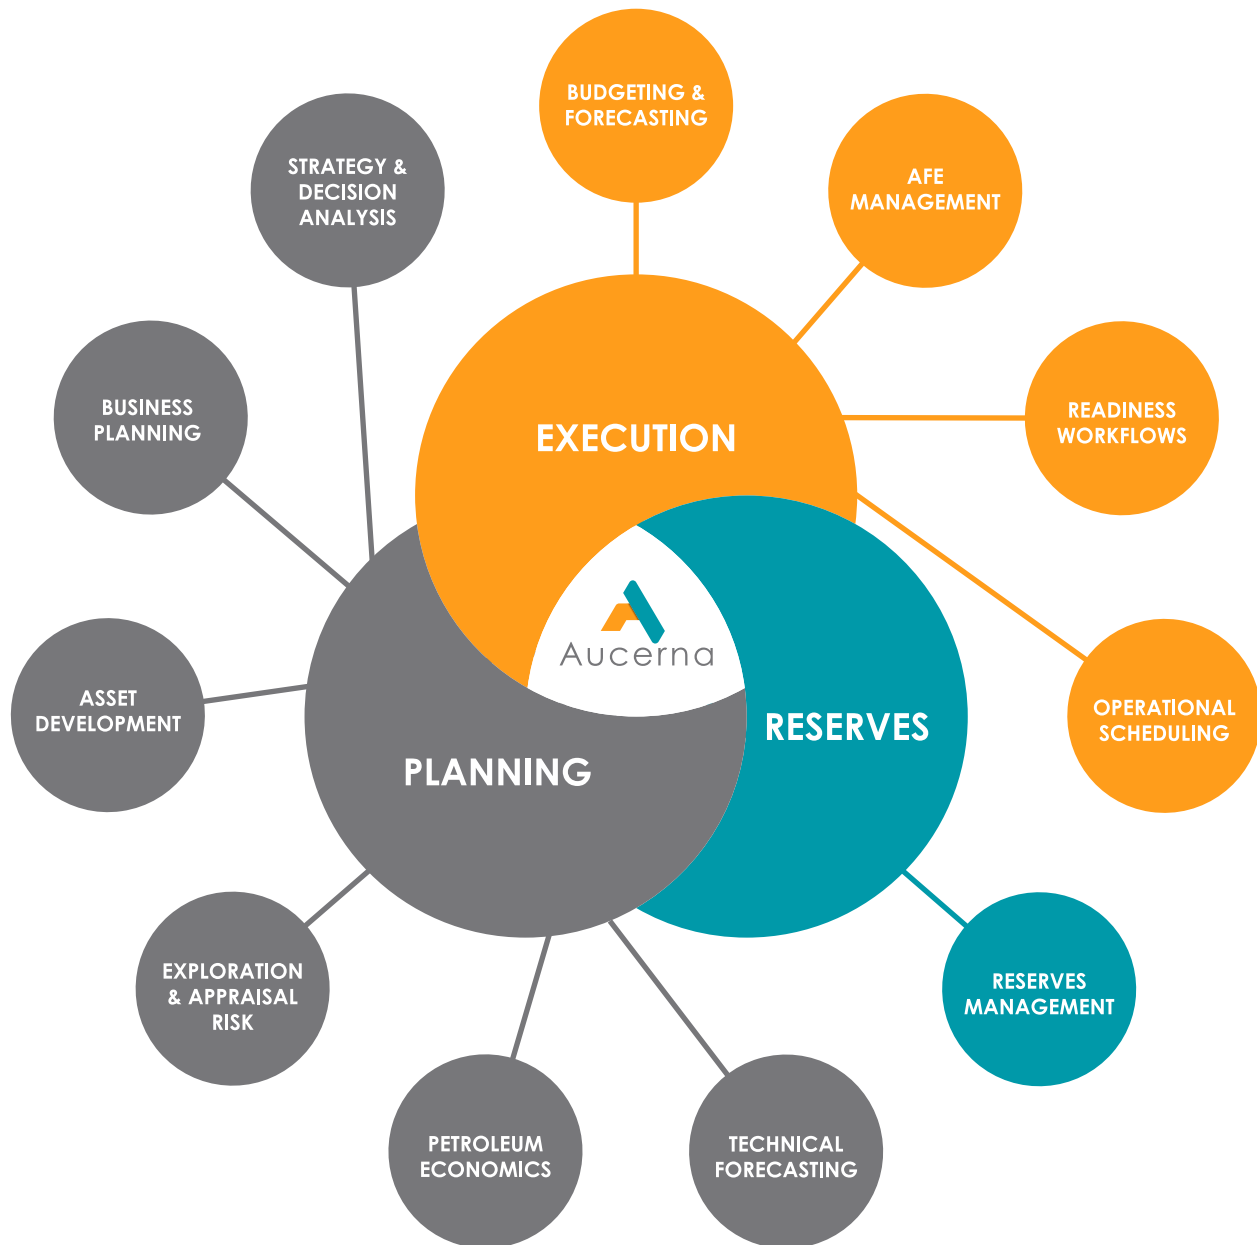 BUDGETING &
FORECASTING
STRATEGY &
DECISION
ANALYSIS
AFE
MANAGEMENT
BUSINESS
PLANNING
READINESS
WORKFLOWS
EXECUTION
Aucerna
ASSET
DEVELOPMENT
RESERVES
OPERATIONAL
SCHEDULING
PLANNING
EXPLORATION
& APPRAISAL
RISK
RESERVES
MANAGEMENT
PETROLEUM
ECONOMICS
TECHNICAL
FORECASTING